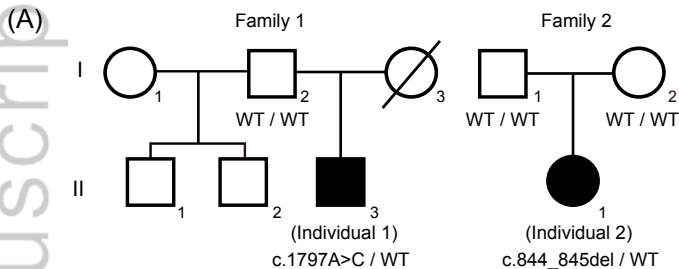 (A)
Family 1 Family 2
I
1 2 3 1 2
WT / WT WT / WT WT / WT
II
1 2 3 1
(Individual 1) (Individual 2)
c.1797A>C / WT c.844_845del / WT